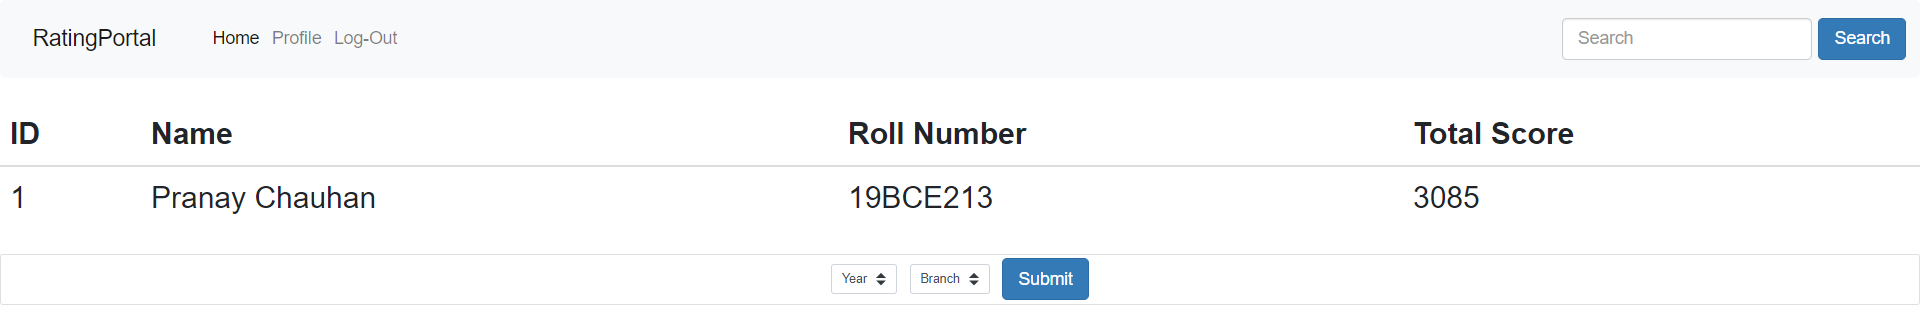 RatingPortal Home Profile Log-Out Search Search
ID Name Roll Number Total Score
1 Pranay Chauhan 19BCE213 3085
Year Branch Submit